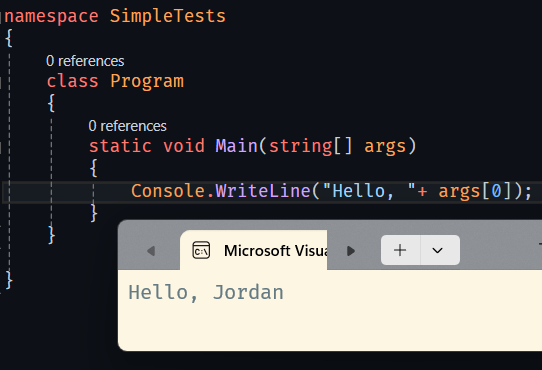 namespace SimpleTests
{
0 references
class Program
{
0 references
static void Main(string[] args)
{
Console.WriteLine("Hello, "+ args[0]);
}
}
}
C:\ Microsoft Visua
+
Hello, Jordan